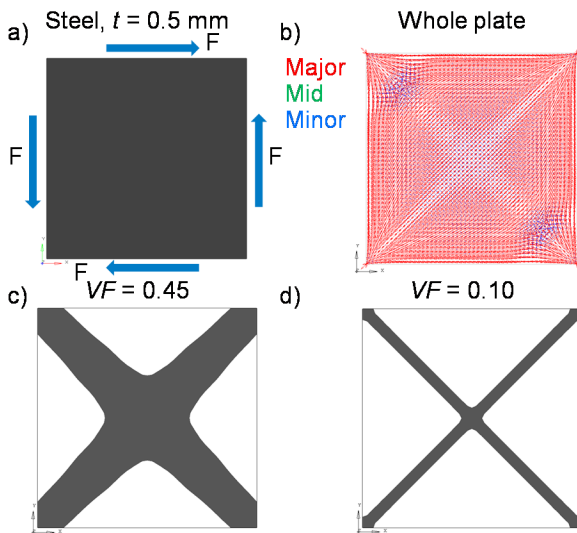 a)
Steel, t = 0.5 mm
F
F
F
F
Y
X
b)
Whole plate
Major
Mid
Minor
Y
X
c)
VF = 0.45
Y
X
d)
VF = 0.10
Y
X